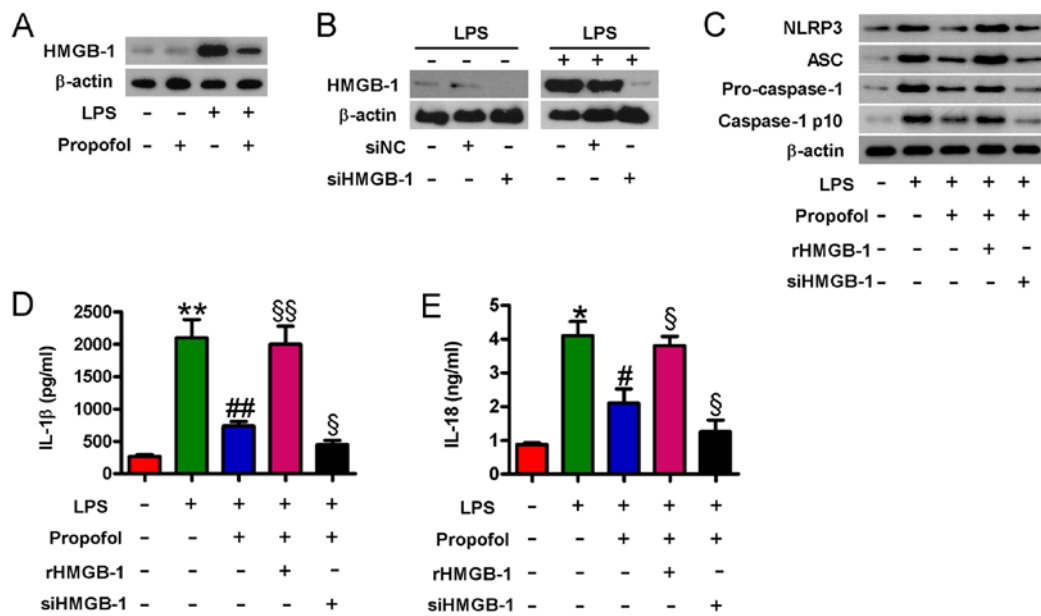 A
HMGB-1
β-actin
LPS - - + +
Propofol - + - +
B
LPS LPS
- - - + + +
HMGB-1
β-actin
siNC - + - - + -
siHMGB-1 - - + - - +
C
NLRP3
ASC
Pro-caspase-1
Caspase-1 p10
β-actin
LPS - + + + +
Propofol - - + + +
rHMGB-1 - - - + -
siHMGB-1 - - - - +
D
IL-1β (pg/ml)
2500
2000
1500
1000
500
0
** ## §§ §
LPS - + + + +
Propofol - - + + +
rHMGB-1 - - - + -
siHMGB-1 - - - - +
E
IL-18 (ng/ml)
5
4
3
2
1
0
* # § §
LPS - + + + +
Propofol - - + + +
rHMGB-1 - - - + -
siHMGB-1 - - - - +